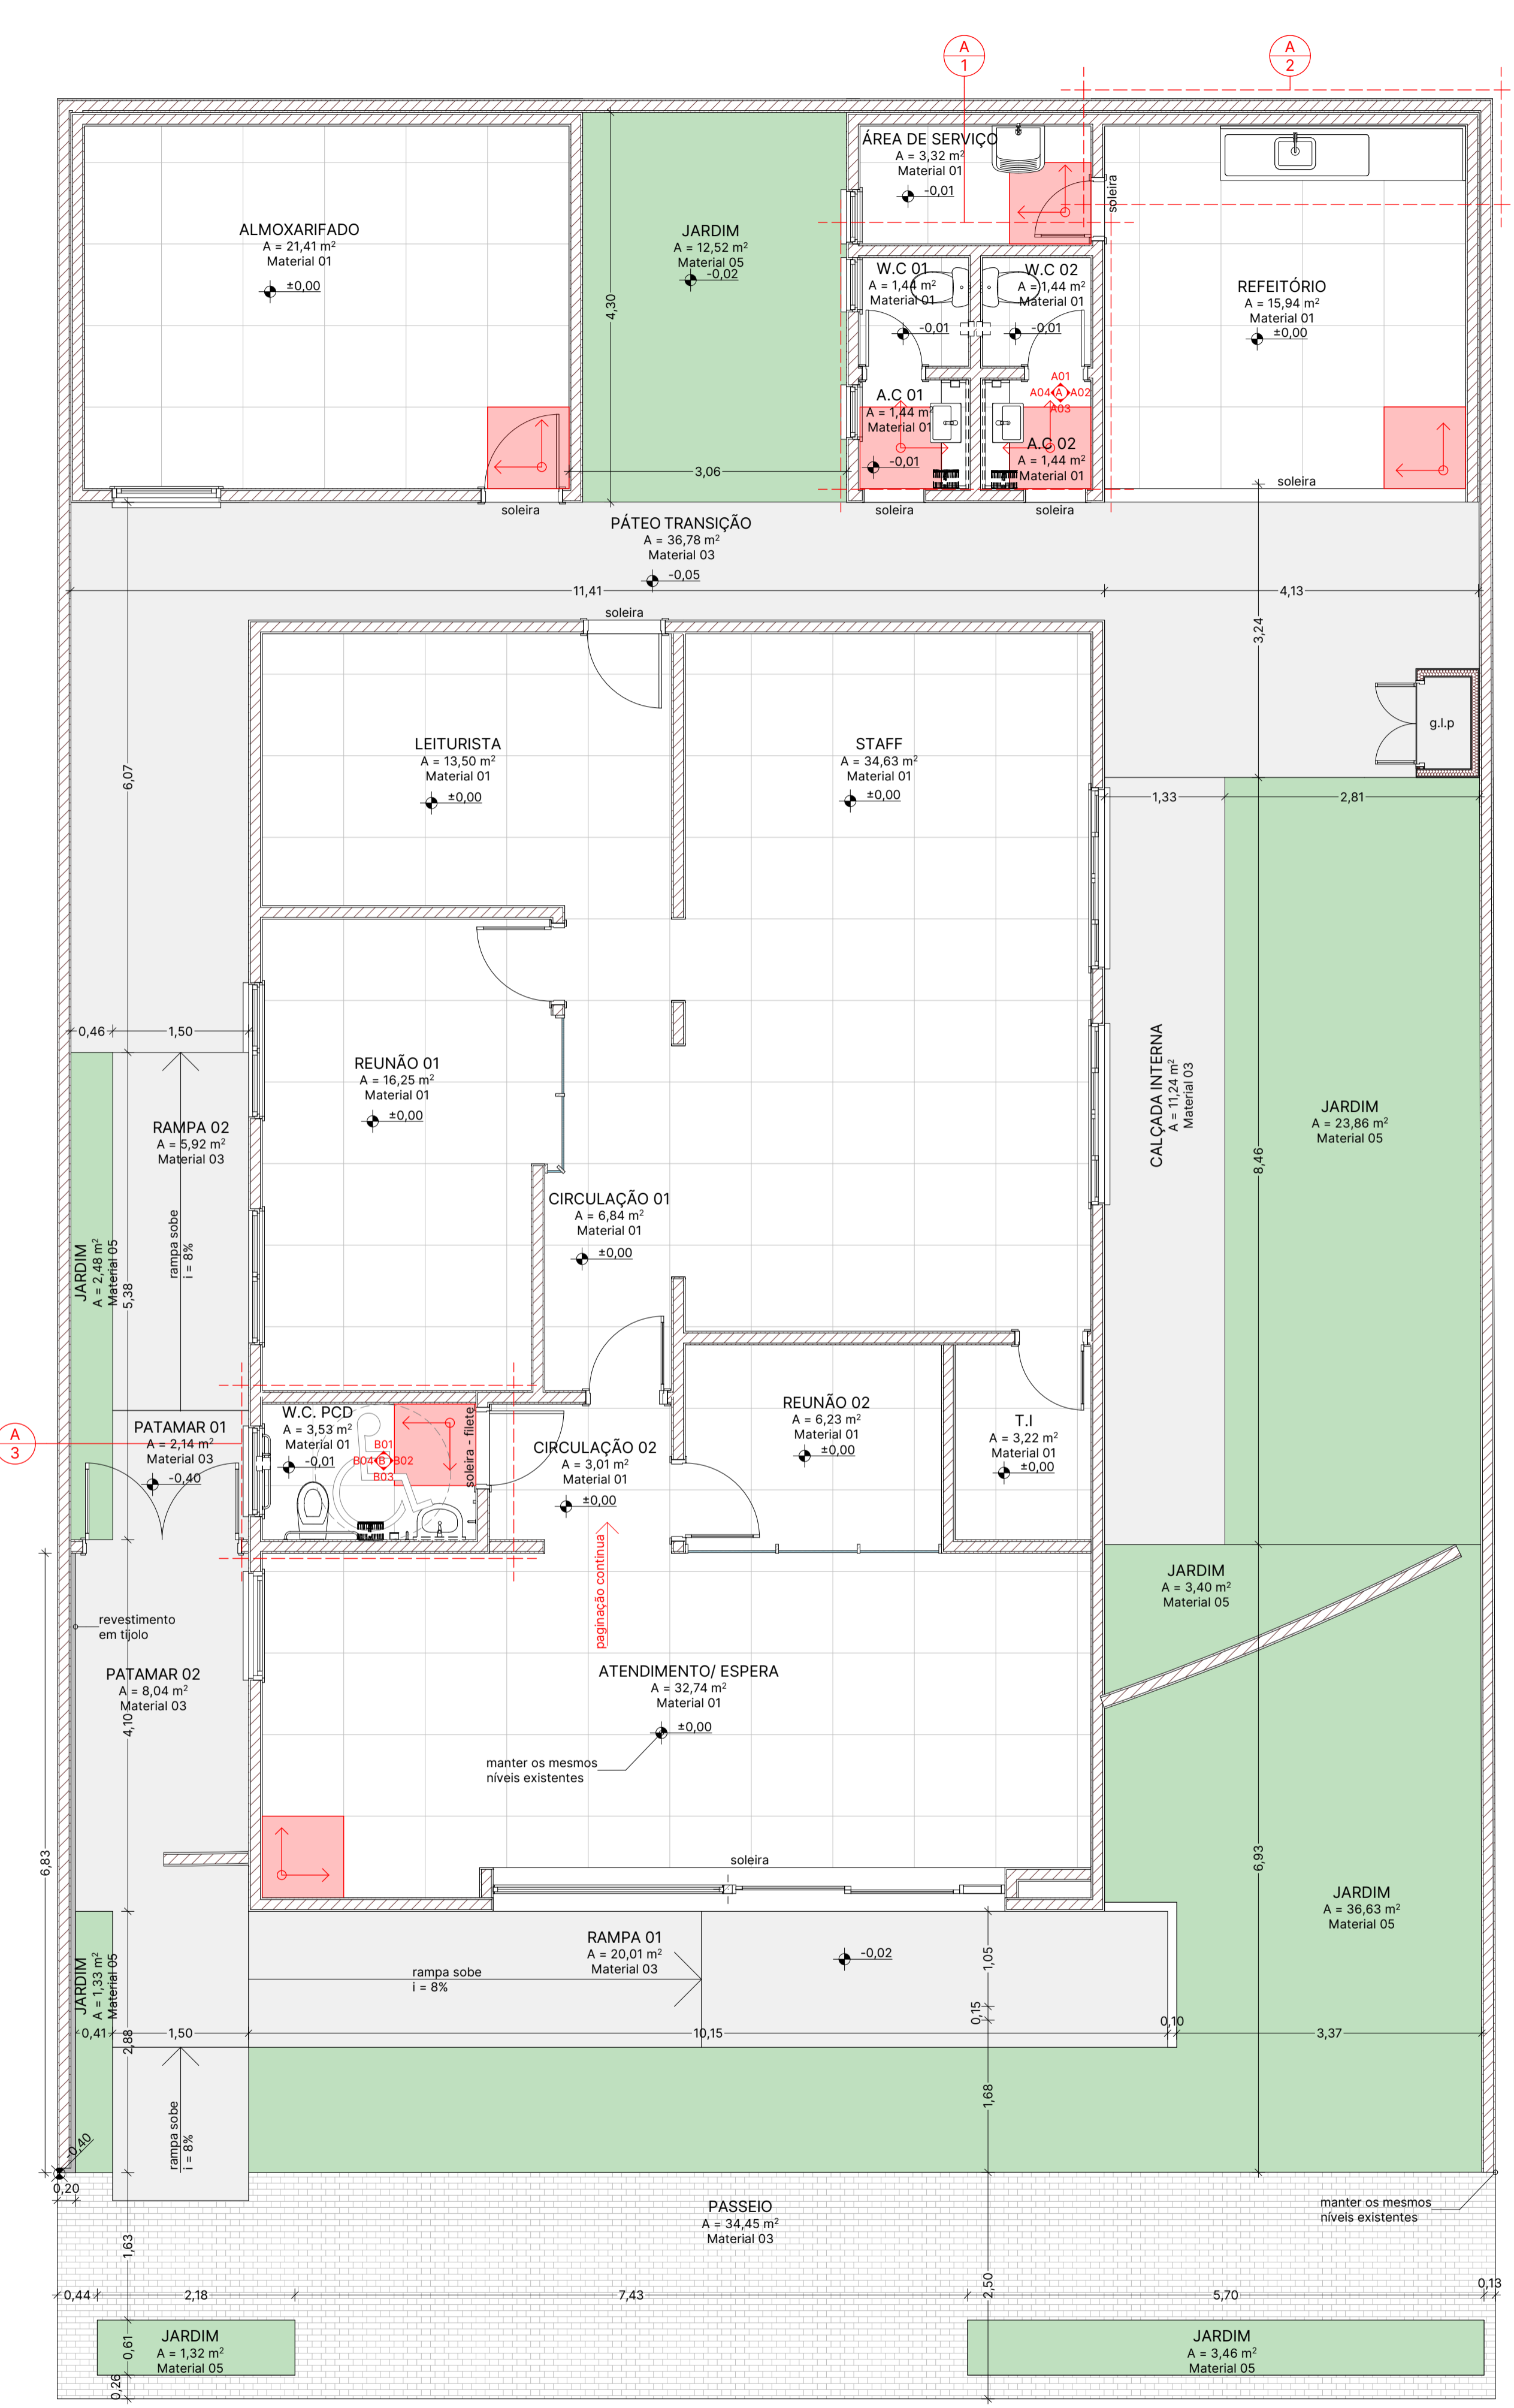 A
1
A
2
ÁREA DE SERVIÇO
A = 3,32 m²
Material 01
-0,01
soleira
ALMOXARIFADO
A = 21,41 m²
Material 01
±0,00
JARDIM
A = 12,52 m²
Material 05
-0,02
4,30
W.C 01
A = 1,44 m²
Material 01
-0,01
W.C 02
A = 1,44 m²
Material 01
-0,01
REFEITÓRIO
A = 15,94 m²
Material 01
±0,00
A.C 01
A = 1,44 m²
Material 01
-0,01
A01
A04 A A02
A03
A.C 02
A = 1,44 m²
Material 01
3,06
soleira
soleira
soleira
soleira
PÁTEO TRANSIÇÃO
A = 36,78 m²
Material 03
-0,05
11,41
4,13
soleira
3,24
g.l.p
LEITURISTA
A = 13,50 m²
Material 01
±0,00
STAFF
A = 34,63 m²
Material 01
±0,00
6,07
1,33
2,81
0,46
1,50
REUNÃO 01
A = 16,25 m²
Material 01
±0,00
RAMPA 02
A = 5,92 m²
Material 03
rampa sobe
i = 8%
CALÇADA INTERNA
A = 11,24 m²
Material 03
JARDIM
A = 23,86 m²
Material 05
8,46
CIRCULAÇÃO 01
A = 6,84 m²
Material 01
±0,00
JARDIM
A = 2,48 m²
Material 05
5,38
A
3
PATAMAR 01
A = 2,14 m²
Material 03
-0,40
W.C. PCD
A = 3,53 m²
Material 01
-0,01
B01
B04 B B02
B03
soleira - filete
CIRCULAÇÃO 02
A = 3,01 m²
Material 01
±0,00
REUNÃO 02
A = 6,23 m²
Material 01
±0,00
T.I
A = 3,22 m²
Material 01
±0,00
paginação continua
JARDIM
A = 3,40 m²
Material 05
revestimento
em tijolo
PATAMAR 02
A = 8,04 m²
Material 03
4,10
ATENDIMENTO/ ESPERA
A = 32,74 m²
Material 01
±0,00
manter os mesmos
níveis existentes
6,83
soleira
6,93
JARDIM
A = 36,63 m²
Material 05
RAMPA 01
A = 20,01 m²
Material 03
rampa sobe
i = 8%
-0,02
1,05
0,15
JARDIM
A = 1,33 m²
Material 05
0,41
1,50
2,88
10,15
0,10
3,37
rampa sobe
i = 8%
1,68
-0,40
0,20
PASSEIO
A = 34,45 m²
Material 03
manter os mesmos
níveis existentes
1,63
2,50
0,44
2,18
7,43
5,70
0,13
JARDIM
A = 1,32 m²
Material 05
0,61
0,26
JARDIM
A = 3,46 m²
Material 05